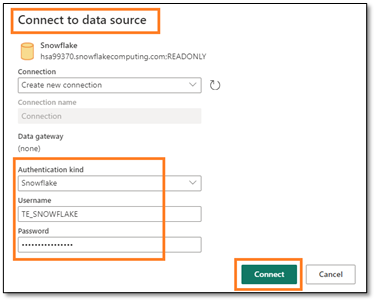 Connect to data source
Snowflake
hsa99370.snowflakecomputing.com;READONLY
Connection
Create new connection
Connection name
Connection
Data gateway
(none)
Authentication kind
Snowflake
Username
TE_SNOWFLAKE
Password
••••••••••••••••
Connect
Cancel